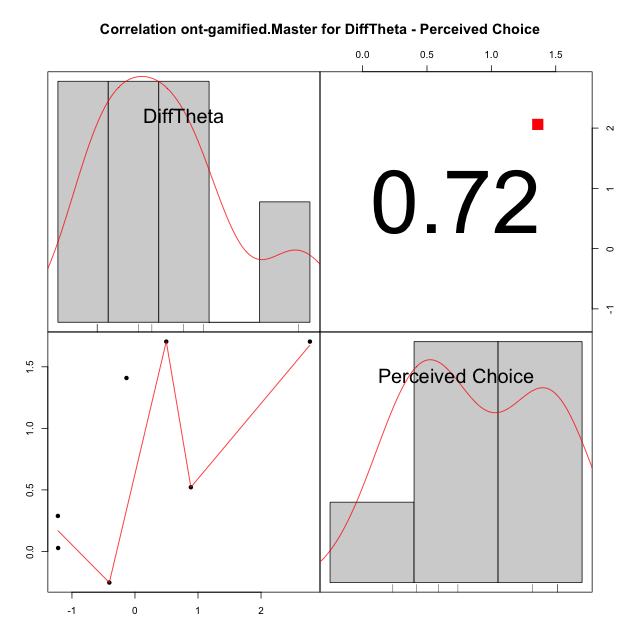 Correlation ont-gamified.Master for DiffTheta - Perceived Choice
0.0 0.5 1.0 1.5
DiffTheta
0.72
2
1
0
-1
1.5
1.0
0.5
0.0
Perceived Choice
-1 0 1 2